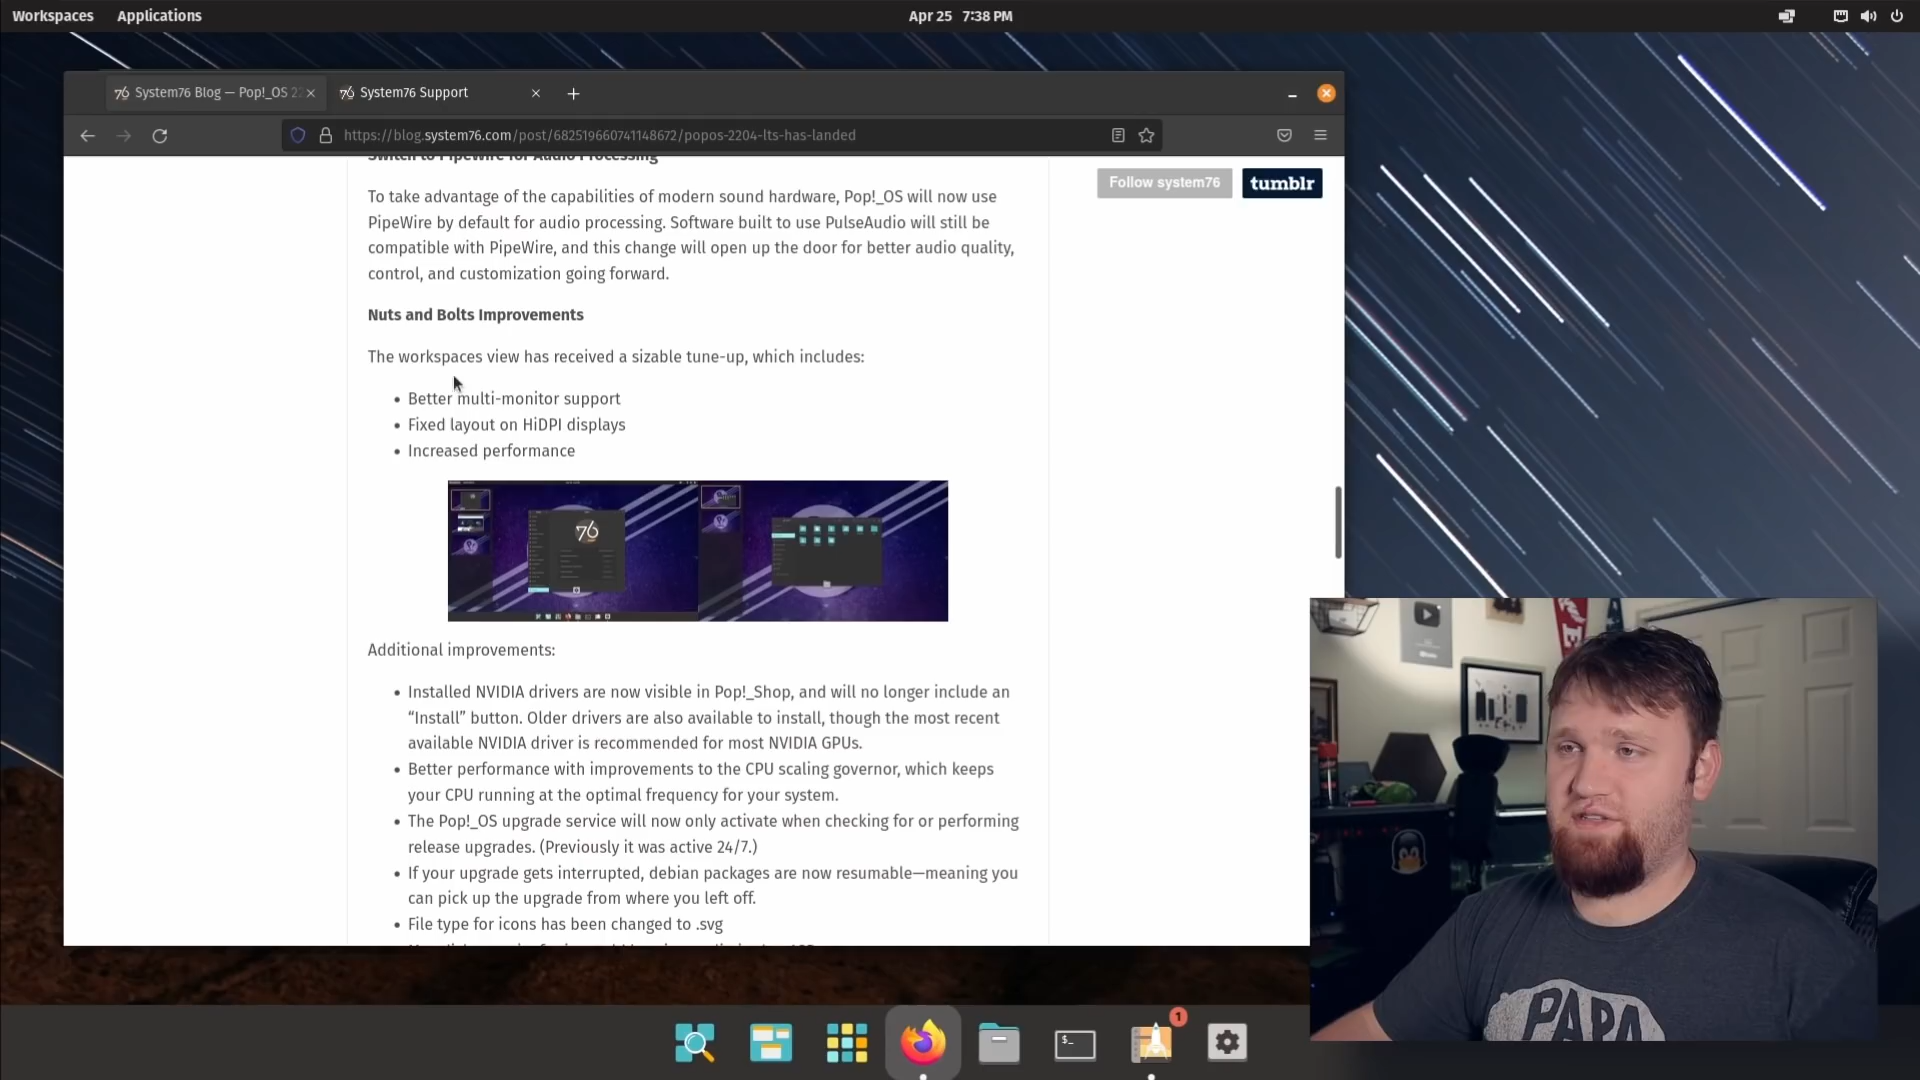 Workspaces Applications Apr 25 7:38 PM
System76 Blog — Pop!_OS 2
System76 Support
https://blog.system76.com/post/682519660741148672/popos-2204-lts-has-landed
Switch to PipeWire for Audio Processing
Follow system76 tumblr
To take advantage of the capabilities of modern sound hardware, Pop!_OS will now use
PipeWire by default for audio processing. Software built to use PulseAudio will still be
compatible with PipeWire, and this change will open up the door for better audio quality,
control, and customization going forward.
Nuts and Bolts Improvements
The workspaces view has received a sizable tune-up, which includes:
• Better multi-monitor support
• Fixed layout on HiDPI displays
• Increased performance
76
Additional improvements:
• Installed NVIDIA drivers are now visible in Pop!_Shop, and will no longer include an
“Install” button. Older drivers are also available to install, though the most recent
available NVIDIA driver is recommended for most NVIDIA GPUs.
• Better performance with improvements to the CPU scaling governor, which keeps
your CPU running at the optimal frequency for your system.
• The Pop!_OS upgrade service will now only activate when checking for or performing
release upgrades. (Previously it was active 24/7.)
• If your upgrade gets interrupted, debian packages are now resumable—meaning you
can pick up the upgrade from where you left off.
• File type for icons has been changed to .svg
PAPA
$_
1